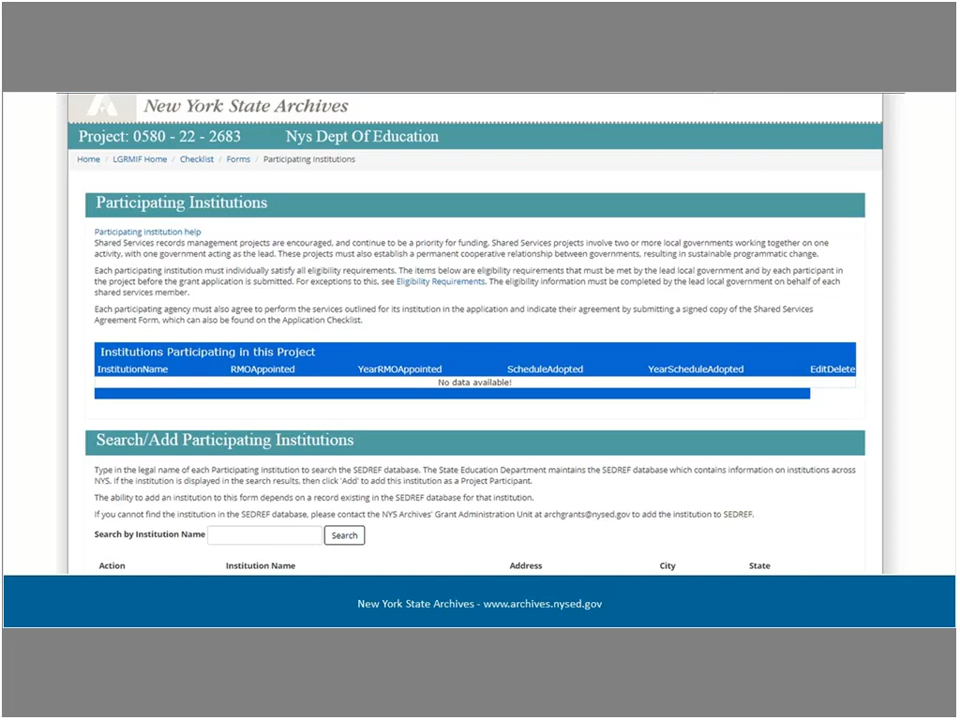 New York State Archives
Project: 0580 - 22 - 2683 Nys Dept Of Education
Home / LGRMIF Home / Checklist / Forms / Participating Institutions
Participating Institutions
Participating institution help
Shared Services records management projects are encouraged, and continue to be a priority for funding. Shared Services projects involve two or more local governments working together on one
activity, with one government acting as the lead. These projects must also establish a permanent cooperative relationship between governments, resulting in sustainable programmatic change.
Each participating institution must individually satisfy all eligibility requirements. The items below are eligibility requirements that must be met by the lead local government and by each participant in
the project before the grant application is submitted. For exceptions to this, see Eligibility Requirements. The eligibility information must be completed by the lead local government on behalf of each
shared services member.
Each participating agency must also agree to perform the services outlined for its institution in the application and indicate their agreement by submitting a signed copy of the Shared Services
Agreement Form, which can also be found on the Application Checklist.
Institutions Participating in this Project
InstitutionName RMOAppointed YearRMOAppointed ScheduleAdopted YearScheduleAdopted EditDelete
No data available!
Search/Add Participating Institutions
Type in the legal name of each Participating institution to search the SEDREF database. The State Education Department maintains the SEDREF database which contains information on institutions across
NYS. If the institution is displayed in the search results, then click 'Add' to add this institution as a Project Participant.
The ability to add an institution to this form depends on a record existing in the SEDREF database for that institution.
If you cannot find the institution in the SEDREF database, please contact the NYS Archives' Grant Administration Unit at archgrants@nysed.gov to add the institution to SEDREF.
Search by Institution Name Search
Action Institution Name Address City State
New York State Archives - www.archives.nysed.gov